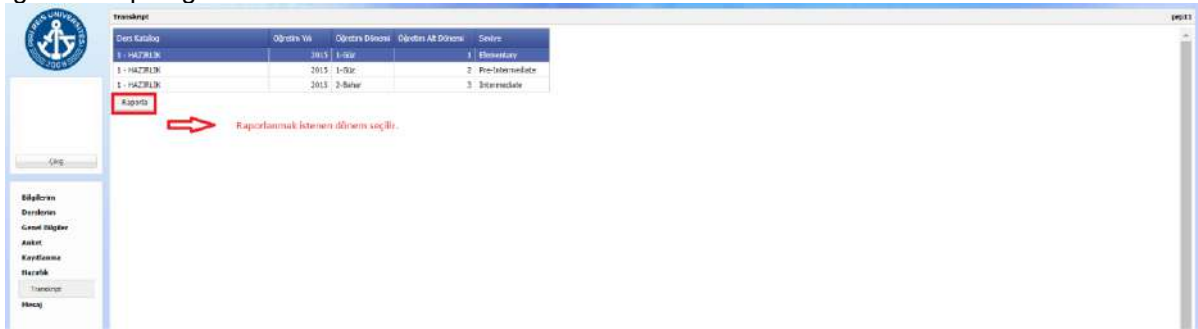 Transkript
Ders Katalog Öğretim Yılı Öğretim Dönemi Öğretim Alt Dönemi Seviye
1 - HAZIRLIK 2015 1-Güz 1 Elementary
1 - HAZIRLIK 2015 1-Güz 2 Pre-Intermediate
1 - HAZIRLIK 2015 2-Bahar 3 Intermediate
Raporla
Raporlanmak istenen dönem seçilir.
Çıkış
Bilgilerim
Derslerim
Genel Bilgiler
Anket
Kayıtlanma
Hazırlık
Transkript
Mesaj